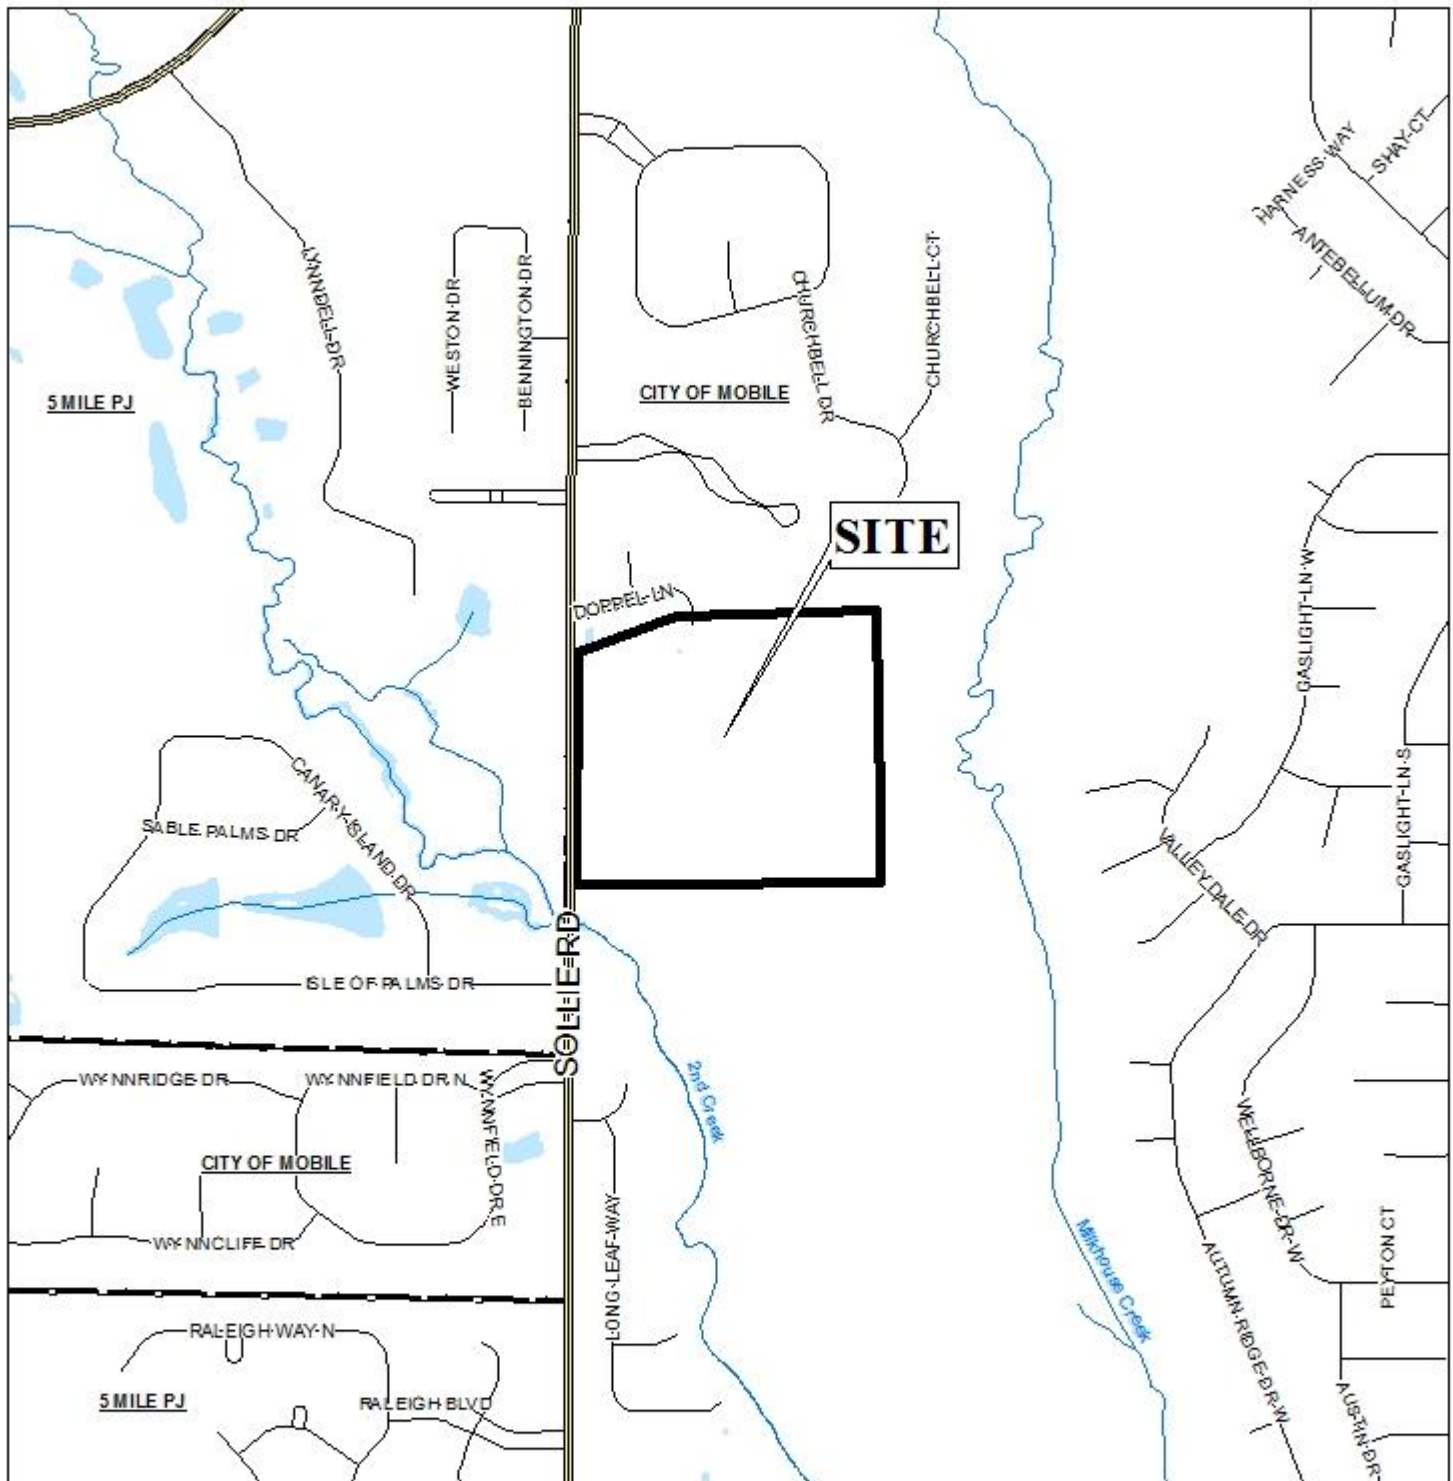 HARNESS WAY
SHAY CT
ANTEBELLUM DR
LYNNDELL DR
WESTON DR
BENNINGTON DR
CHURCHBELL DR
CHURCHBELL CT
5 MILE PJ
CITY OF MOBILE
SITE
DOPPEL LN
GASLIGHT LN W
GASLIGHT LN S
CANARY ISLAND DR
SABLE PALMS DR
VALLEY DALE DR
ISLE OF PALMS DR
SOLLIE RD
WYNNRIDGE DR
WYNNFIELD DR N
WYNNFIELD DR E
2nd Creek
CITY OF MOBILE
WYNNCLIFF DR
LONG LEAF WAY
Milkhouse Creek
WELLBORNE DR W
AUTUMN RIDGE DR W
PEYTON CT
AUSTIN DR
RALEIGH WAY N
5 MILE PJ
RALEIGH BLVD